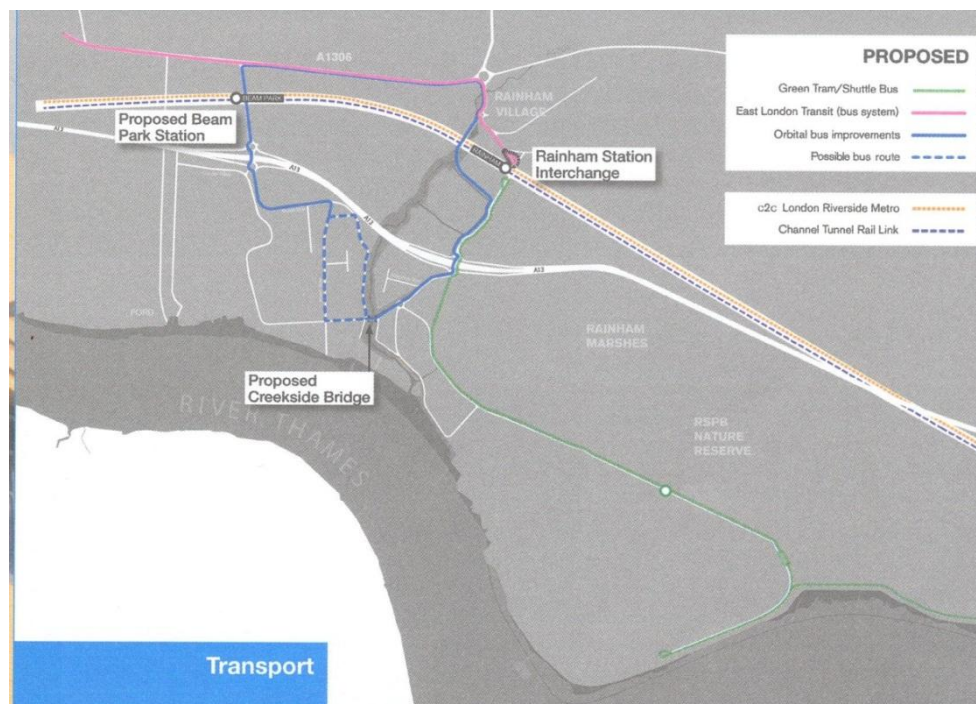 A1306
PROPOSED
Green Tram/Shuttle Bus
East London Transit (bus system)
Orbital bus improvements
Possible bus route
c2c London Riverside Metro
Channel Tunnel Rail Link
RAINHAM
VILLAGE
BEAM PARK
Proposed Beam
Park Station
A13
RAINHAM
Rainham Station
Interchange
A13
A13
A13
FORD
RAINHAM
MARSHES
Proposed
Creekside Bridge
RIVER THAMES
RSPB
NATURE
RESERVE
Transport